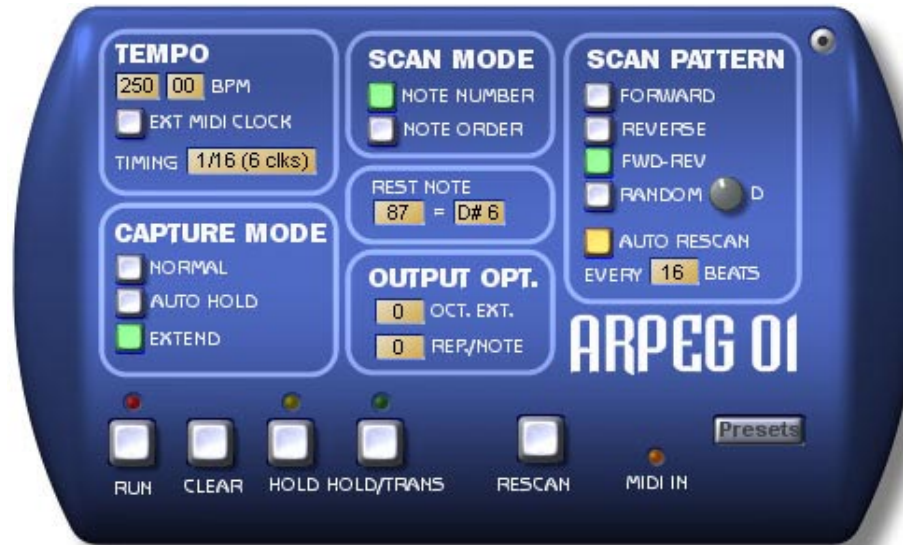 TEMPO
250 00 BPM
EXT MIDI CLOCK
TIMING 1/16 (6 clks)
CAPTURE MODE
NORMAL
AUTO HOLD
EXTEND
SCAN MODE
NOTE NUMBER
NOTE ORDER
REST NOTE
87 = D# 6
OUTPUT OPT.
0 OCT. EXT.
0 REP./NOTE
SCAN PATTERN
FORWARD
REVERSE
FWD-REV
RANDOM D
AUTO RESCAN
EVERY 16 BEATS
ARPEG 01
Presets
RUN CLEAR HOLD HOLD/TRANS RESCAN MIDI IN